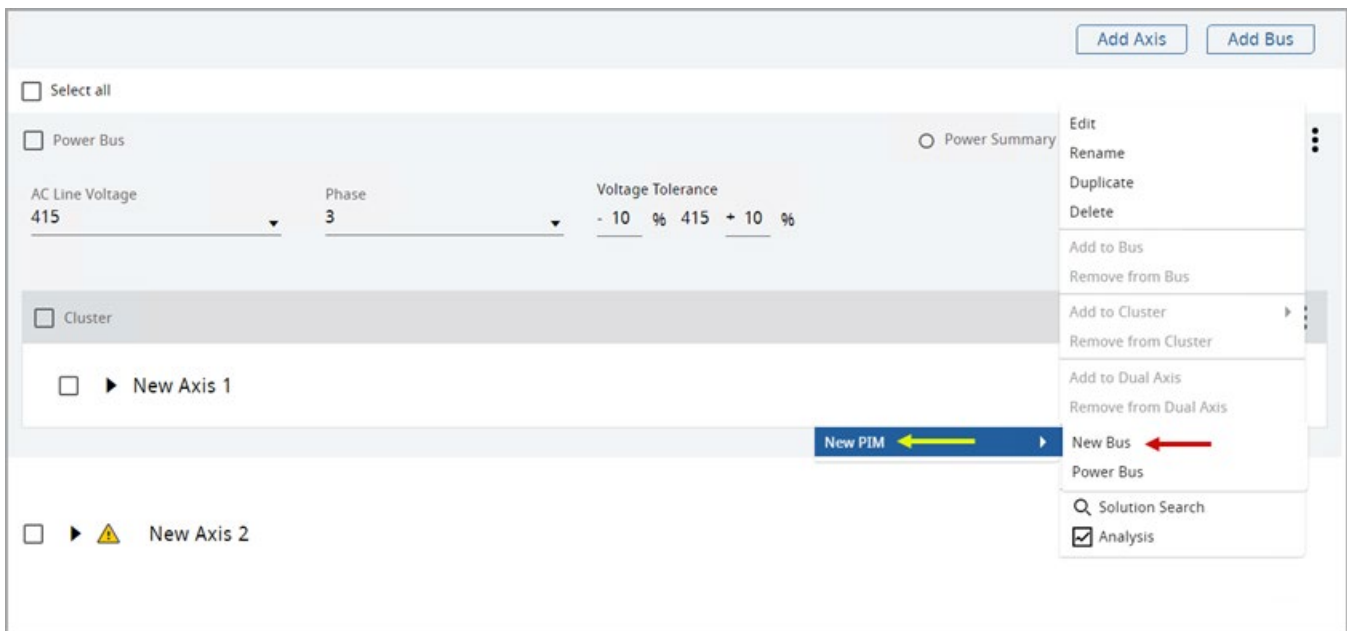 Add Axis Add Bus
Select all
Power Bus
Power Summary
AC Line Voltage
415
Phase
3
Voltage Tolerance
- 10 % 415 + 10 %
Cluster
New Axis 1
New Axis 2
Edit
Rename
Duplicate
Delete
Add to Bus
Remove from Bus
Add to Cluster
Remove from Cluster
Add to Dual Axis
Remove from Dual Axis
New PIM
New Bus
Power Bus
Solution Search
Analysis